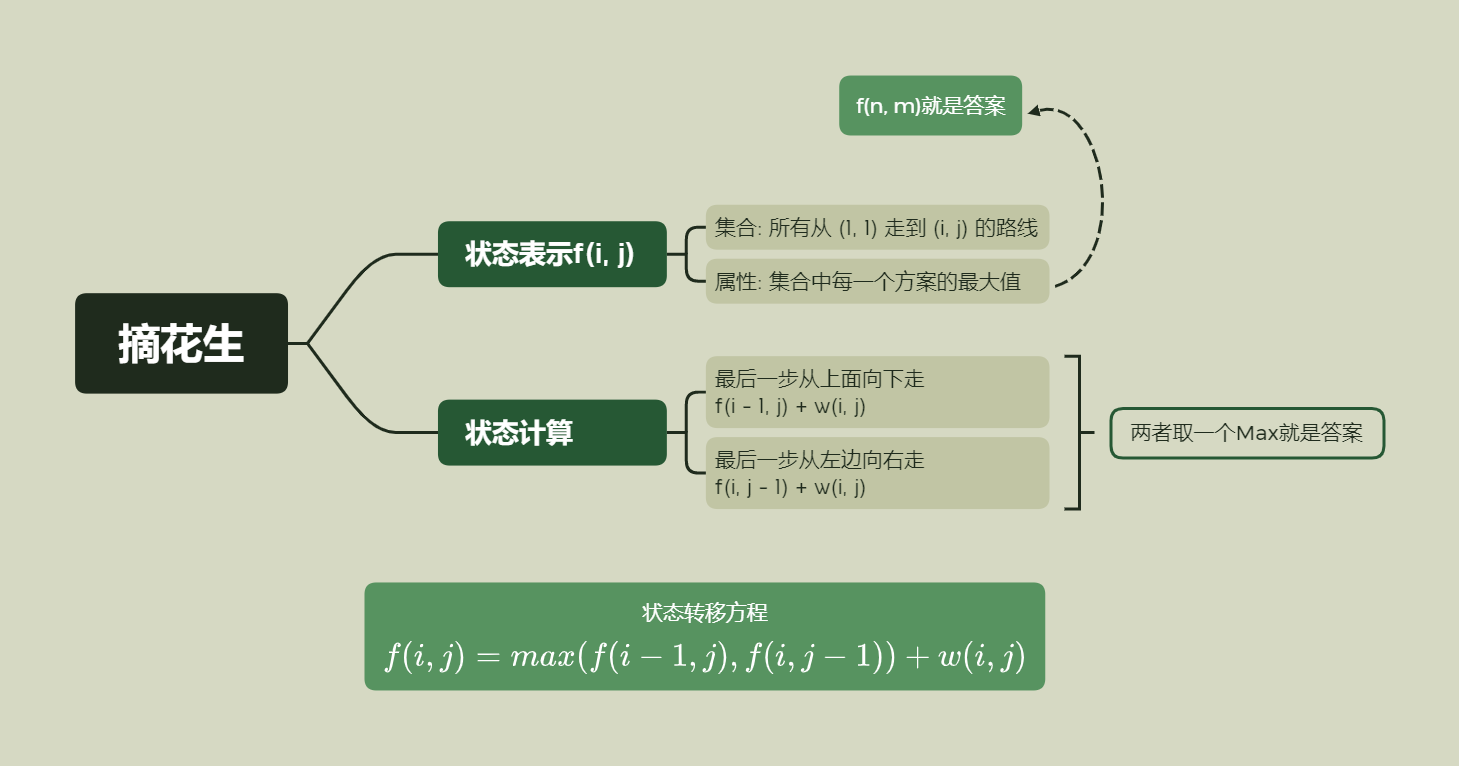 f(n, m)就是答案
集合: 所有从 (1, 1) 走到 (i, j) 的路线
状态表示f(i, j)
属性: 集合中每一个方案的最大值
摘花生
最后一步从上面向下走
f(i - 1, j) + w(i, j)
状态计算
两者取一个Max就是答案
最后一步从左边向右走
f(i, j - 1) + w(i, j)
状态转移方程
f(i, j) = max(f(i − 1, j), f(i, j − 1)) + w(i, j)